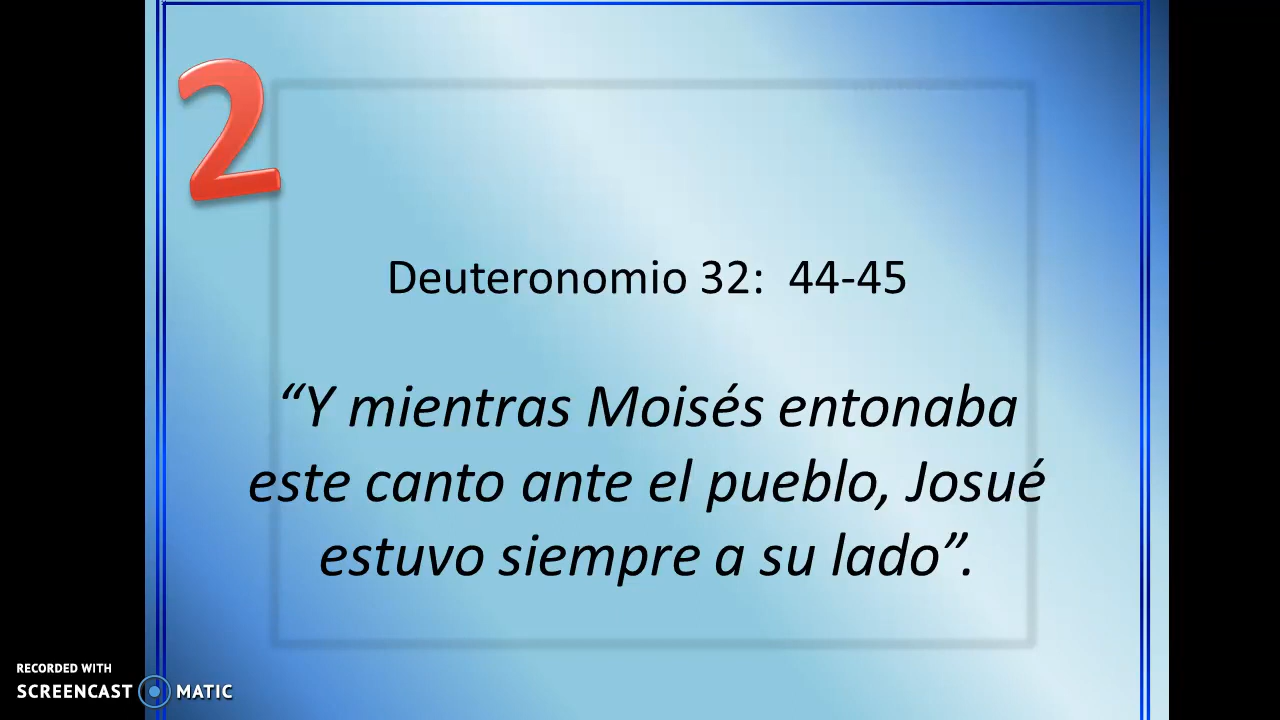 2
Deuteronomio 32: 44-45
“Y mientras Moisés entonaba
este canto ante el pueblo, Josué
estuvo siempre a su lado”.
RECORDED WITH
SCREENCAST MATIC